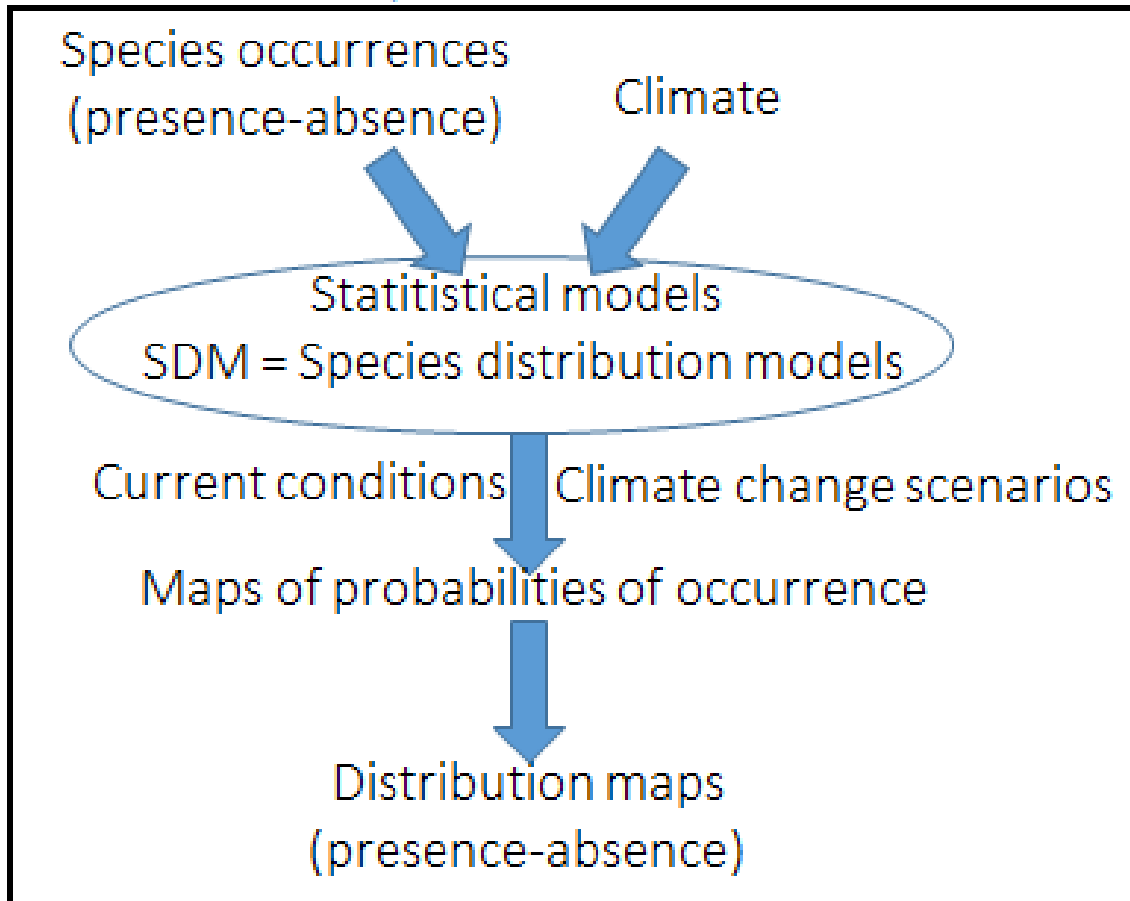 Species occurrences
(presence-absence)
Climate
Statitistical models
SDM = Species distribution models
Current conditions
Climate change scenarios
Maps of probabilities of occurrence
Distribution maps
(presence-absence)